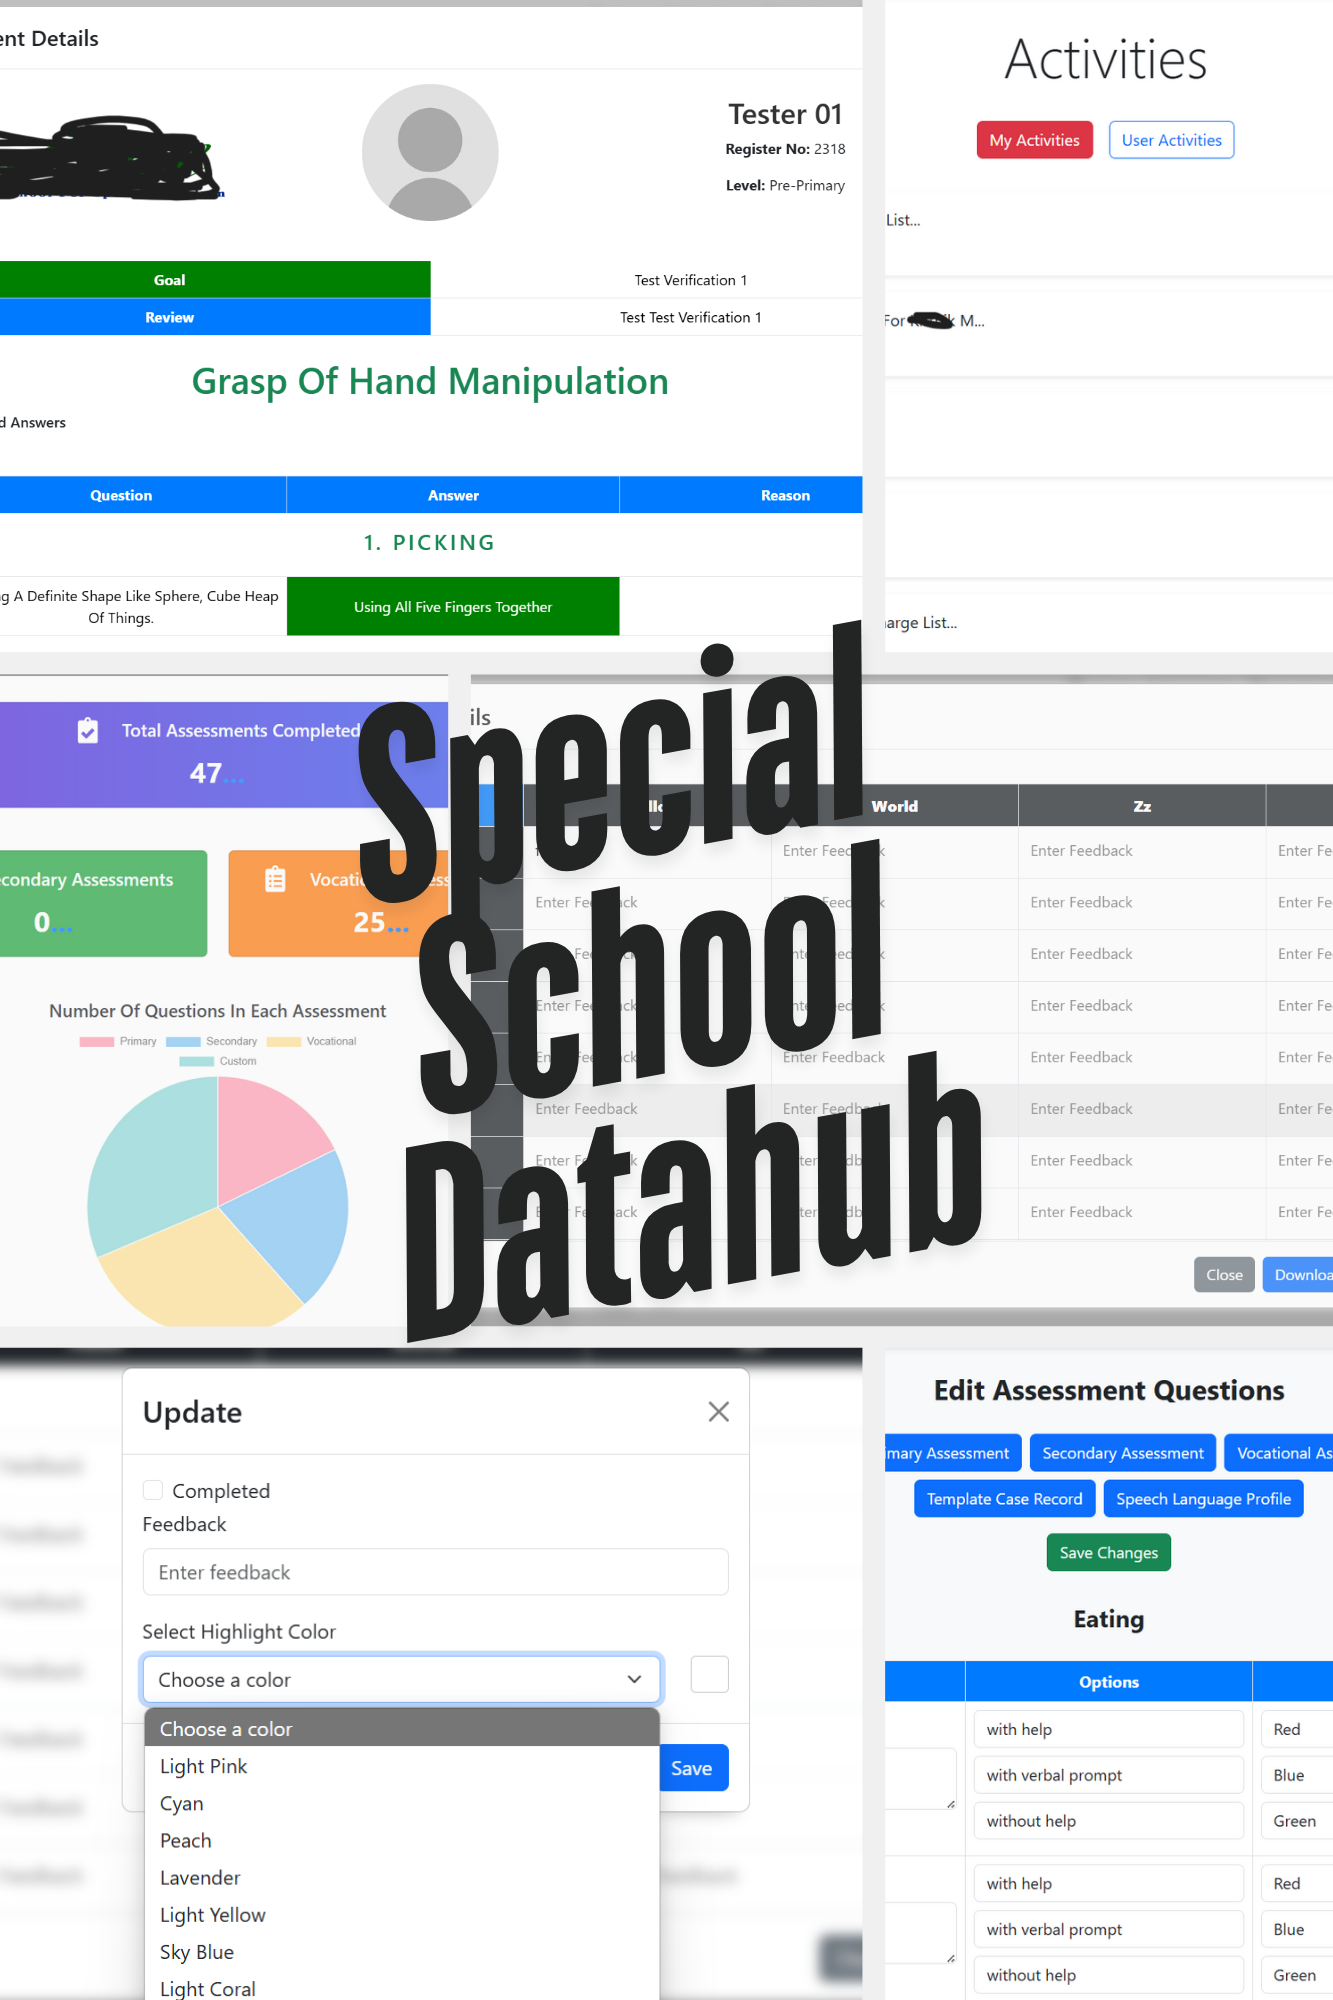 ent Details
Tester 01
Register No: 2318
Level: Pre-Primary
Goal
Test Verification 1
Review
Test Test Verification 1
Grasp Of Hand Manipulation
d Answers
Question
Answer
Reason
1. PICKING
g A Definite Shape Like Sphere, Cube Heap
Of Things.
Using All Five Fingers Together
Activities
My Activities
User Activities
List...
For
M...
arge List...
Special
School
Datahub
Total Assessments Completed
47...
econdary Assessments
0...
Vocati
ess
25...
Number Of Questions In Each Assessment
Primary
Secondary
Vocational
Custom
ils
llo
World
Zz
Enter Feedback
Enter Feedback
Enter Fe
Enter Feedback
Enter Feedback
Enter Feedback
Enter Fe
Enter Feedback
Enter Feedback
Enter Feedback
Enter Fe
Enter Feedback
Enter Feedback
Enter Feedback
Enter Fe
Enter Feedback
Enter Feedback
Enter Feedback
Enter Fe
Enter Feedback
Enter Feedback
Enter Feedback
Enter Fe
Enter Feedback
Enter Feedback
Enter Feedback
Enter Fe
Enter Feedback
Enter Feedback
Enter Feedback
Enter Fe
Close
Downloa
Update
Completed
Feedback
Enter feedback
Select Highlight Color
Choose a color
Choose a color
Light Pink
Cyan
Peach
Lavender
Light Yellow
Sky Blue
Light Coral
Save
Edit Assessment Questions
imary Assessment
Secondary Assessment
Vocational As
Template Case Record
Speech Language Profile
Save Changes
Eating
Options
with help
Red
with verbal prompt
Blue
without help
Green
with help
Red
with verbal prompt
Blue
without help
Green